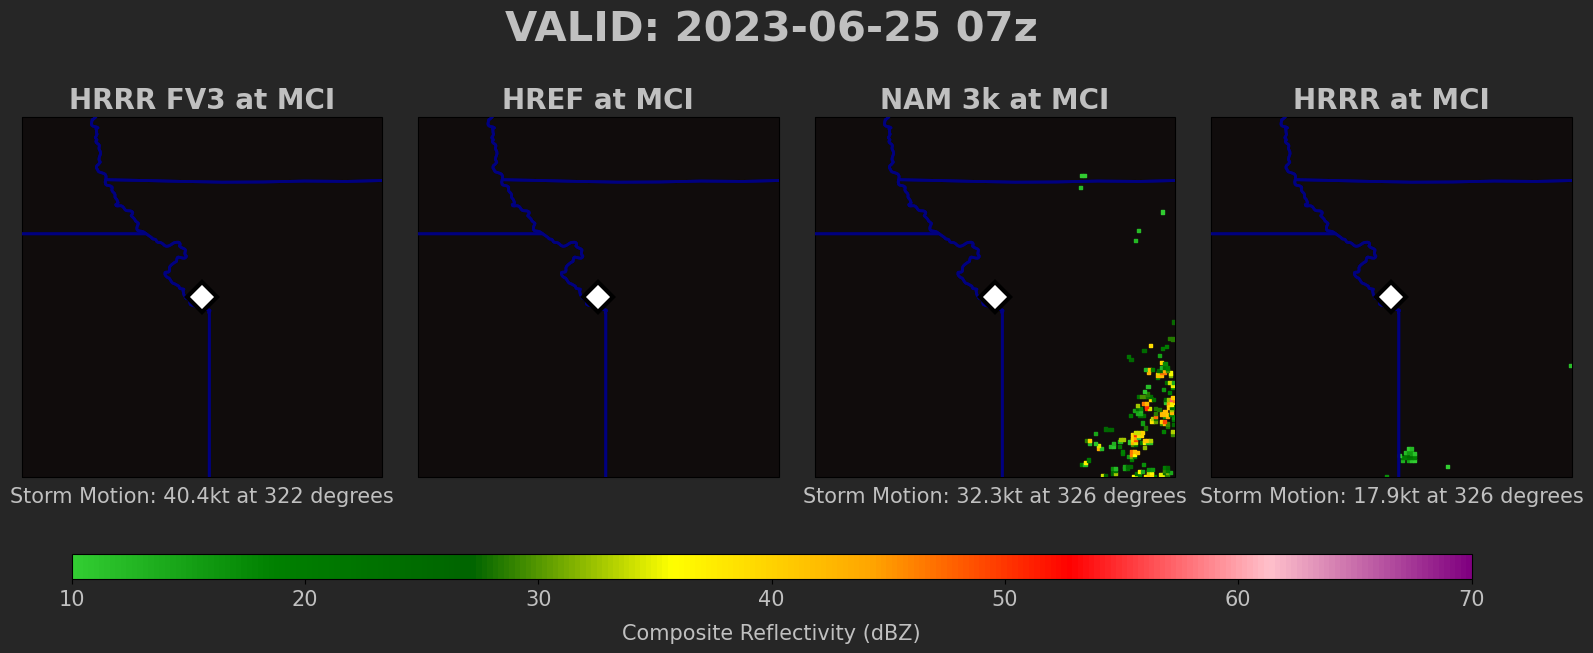 VALID: 2023-06-25 07z
HRRR FV3 at MCI
HREF at MCI
NAM 3k at MCI
HRRR at MCI
Storm Motion: 40.4kt at 322 degrees
Storm Motion: 32.3kt at 326 degrees
Storm Motion: 17.9kt at 326 degrees
10 20 30 40 50 60 70
Composite Reflectivity (dBZ)